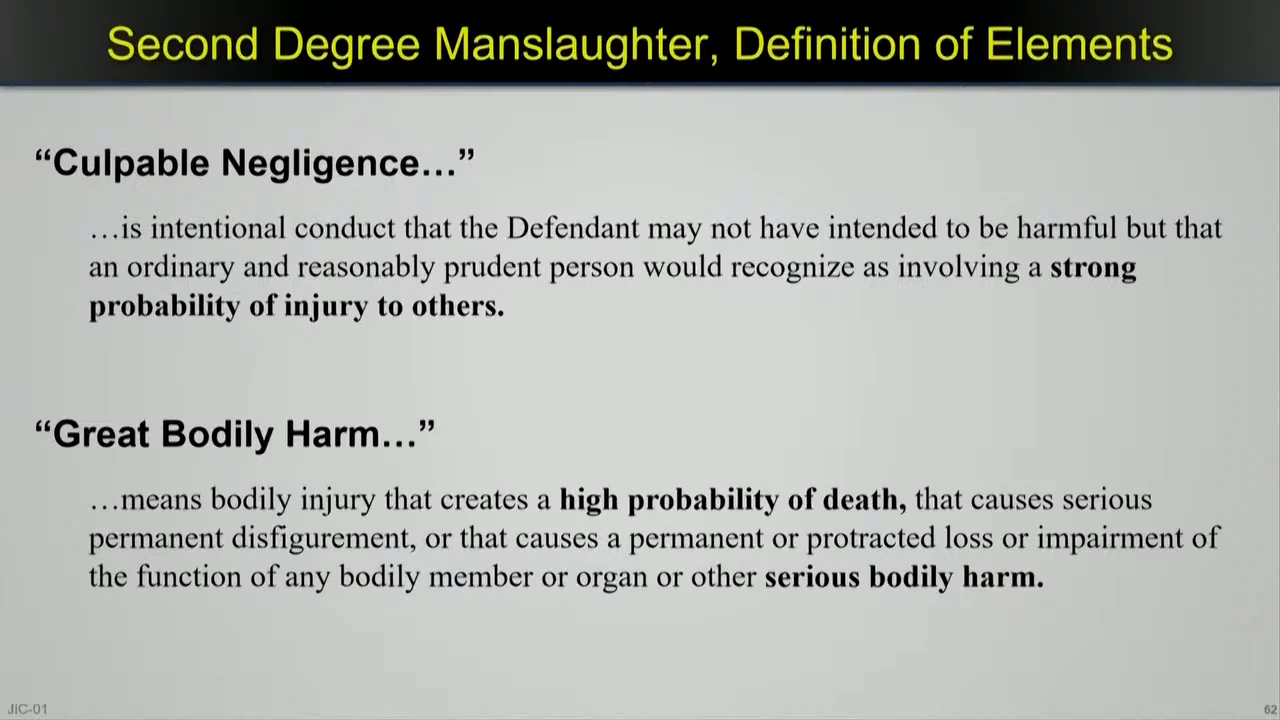 Second Degree Manslaughter, Definition of Elements
“Culpable Negligence…”
…is intentional conduct that the Defendant may not have intended to be harmful but that
an ordinary and reasonably prudent person would recognize as involving a strong
probability of injury to others.
“Great Bodily Harm…”
…means bodily injury that creates a high probability of death, that causes serious
permanent disfigurement, or that causes a permanent or protracted loss or impairment of
the function of any bodily member or organ or other serious bodily harm.
JIC-01
62